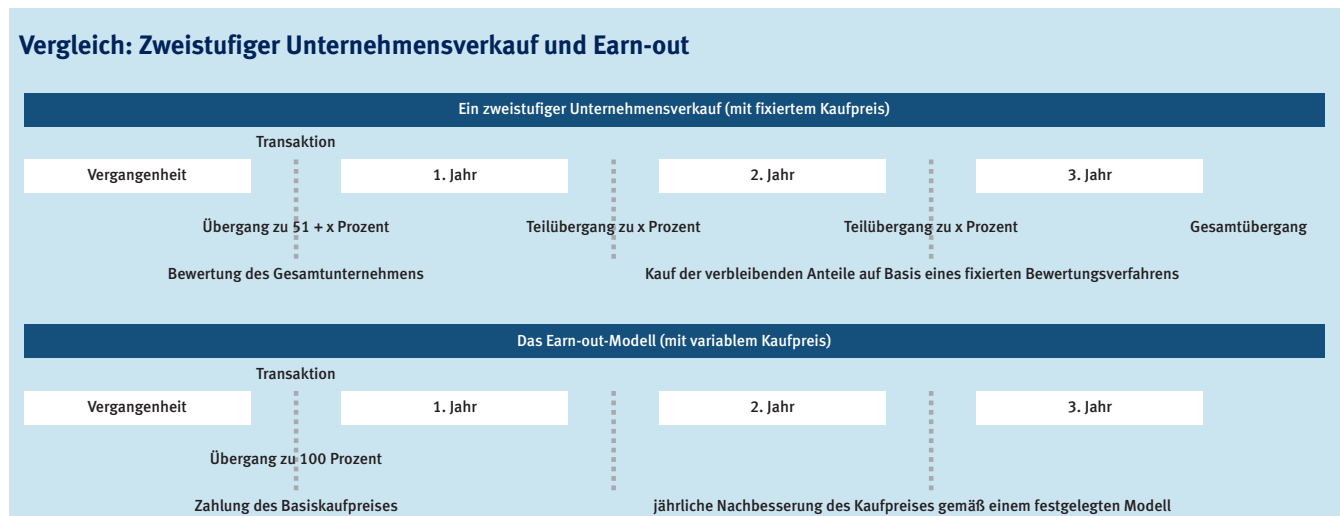 Vergleich: Zweistufiger Unternehmensverkauf und Earn-out
Ein zweistufiger Unternehmensverkauf (mit fixiertem Kaufpreis)
Transaktion
Vergangenheit 1. Jahr 2. Jahr 3. Jahr
Übergang zu 51 + x Prozent Teilübergang zu x Prozent Teilübergang zu x Prozent Gesamtübergang
Bewertung des Gesamtunternehmens Kauf der verbleibenden Anteile auf Basis eines fixierten Bewertungsverfahrens
Das Earn-out-Modell (mit variablem Kaufpreis)
Transaktion
Vergangenheit 1. Jahr 2. Jahr 3. Jahr
Übergang zu 100 Prozent
Zahlung des Basiskaufpreises jährliche Nachbesserung des Kaufpreises gemäß einem festgelegten Modell